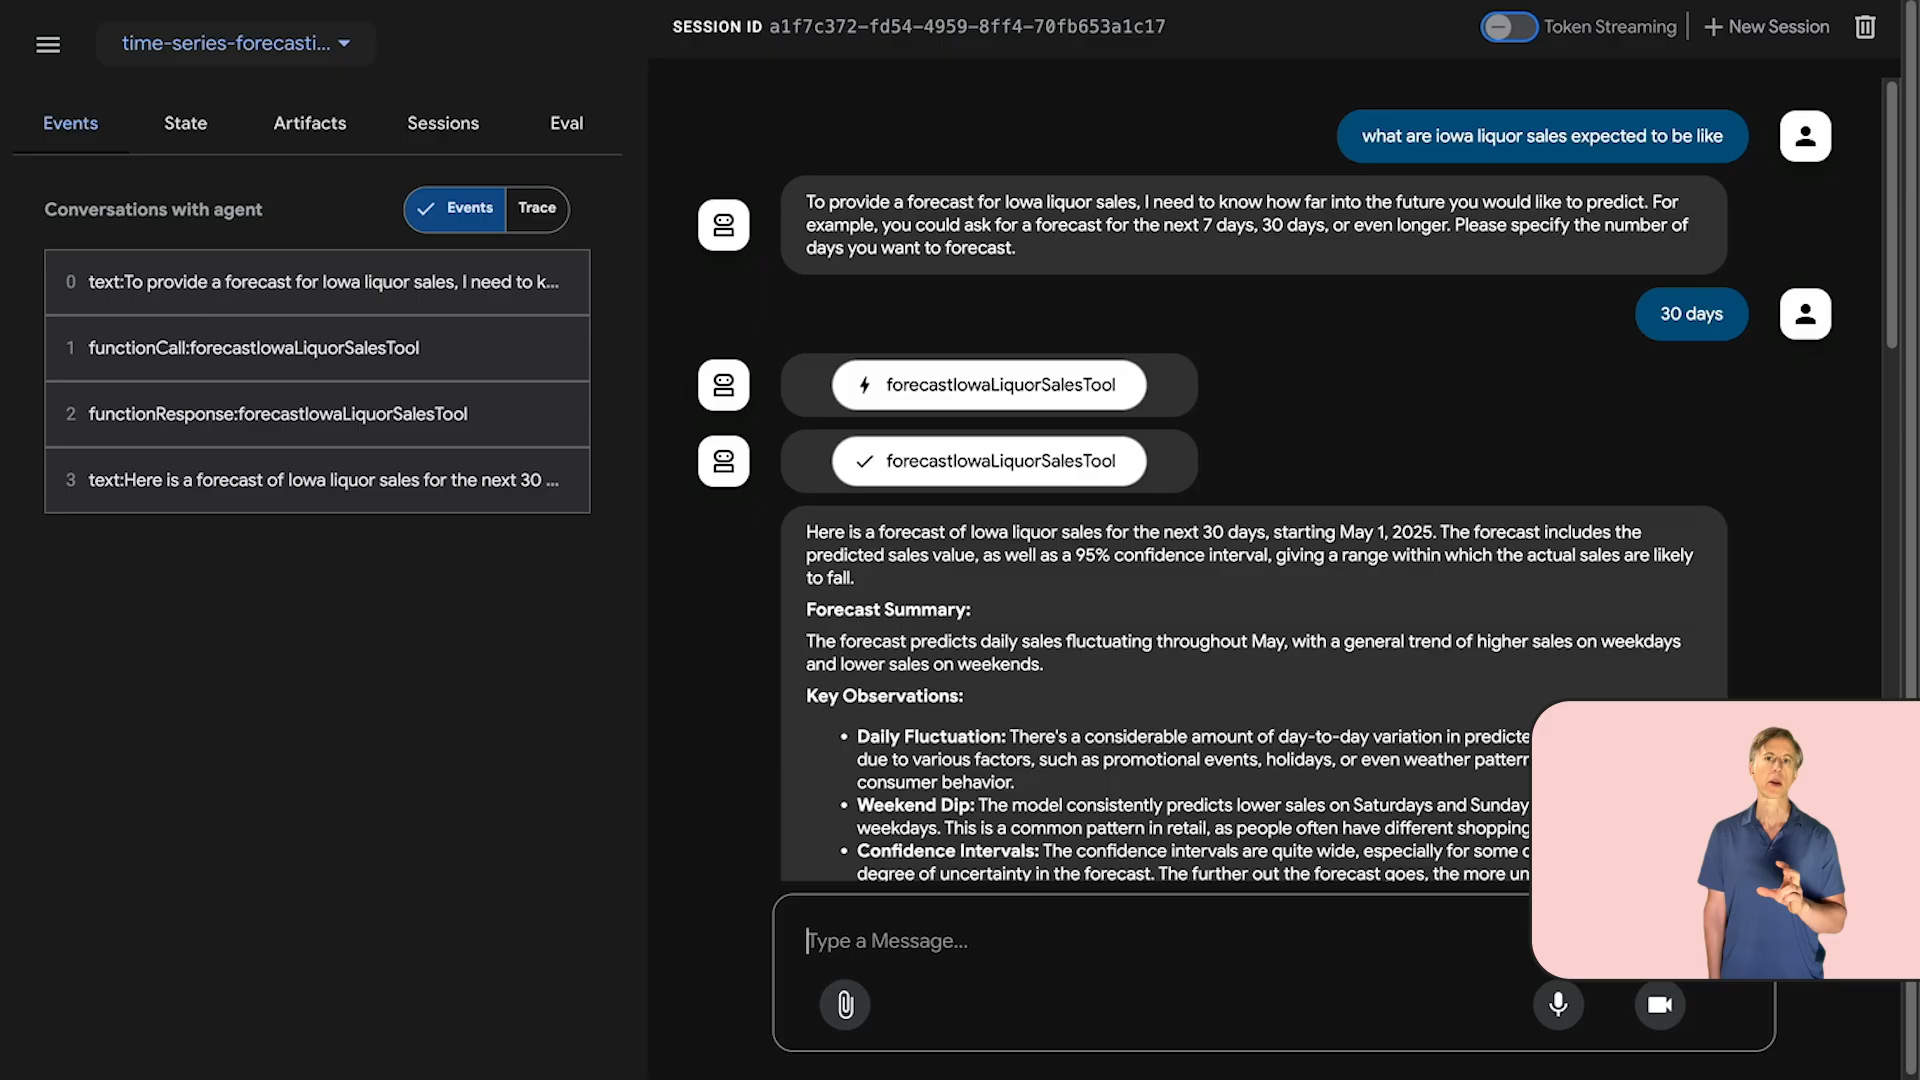 time-series-forecasti...
SESSION ID a1f7c372-fd54-4959-8ff4-70fb653a1c17
Token Streaming
New Session
Events
State
Artifacts
Sessions
Eval
Conversations with agent
Events
Trace
0 text:To provide a forecast for Iowa liquor sales, I need to k...
1 functionCall:forecastIowaLiquorSalesTool
2 functionResponse:forecastIowaLiquorSalesTool
3 text:Here is a forecast of Iowa liquor sales for the next 30 ...
what are iowa liquor sales expected to be like
To provide a forecast for Iowa liquor sales, I need to know how far into the future you would like to predict. For
example, you could ask for a forecast for the next 7 days, 30 days, or even longer. Please specify the number of
days you want to forecast.
30 days
forecastIowaLiquorSalesTool
forecastIowaLiquorSalesTool
Here is a forecast of Iowa liquor sales for the next 30 days, starting May 1, 2025. The forecast includes the
predicted sales value, as well as a 95% confidence interval, giving a range within which the actual sales are likely
to fall.
Forecast Summary:
The forecast predicts daily sales fluctuating throughout May, with a general trend of higher sales on weekdays
and lower sales on weekends.
Key Observations:
• Daily Fluctuation: There's a considerable amount of day-to-day variation in
due to various factors, such as promotional events, holidays, or even weather
consumer behavior.
• Weekend Dip: The model consistently predicts lower sales on Saturdays and
weekdays. This is a common pattern in retail, as people often have different shopping
• Confidence Intervals: The confidence intervals are quite wide, especially for some
degree of uncertainty in the forecast. The further out the forecast goes, the more
Type a Message...